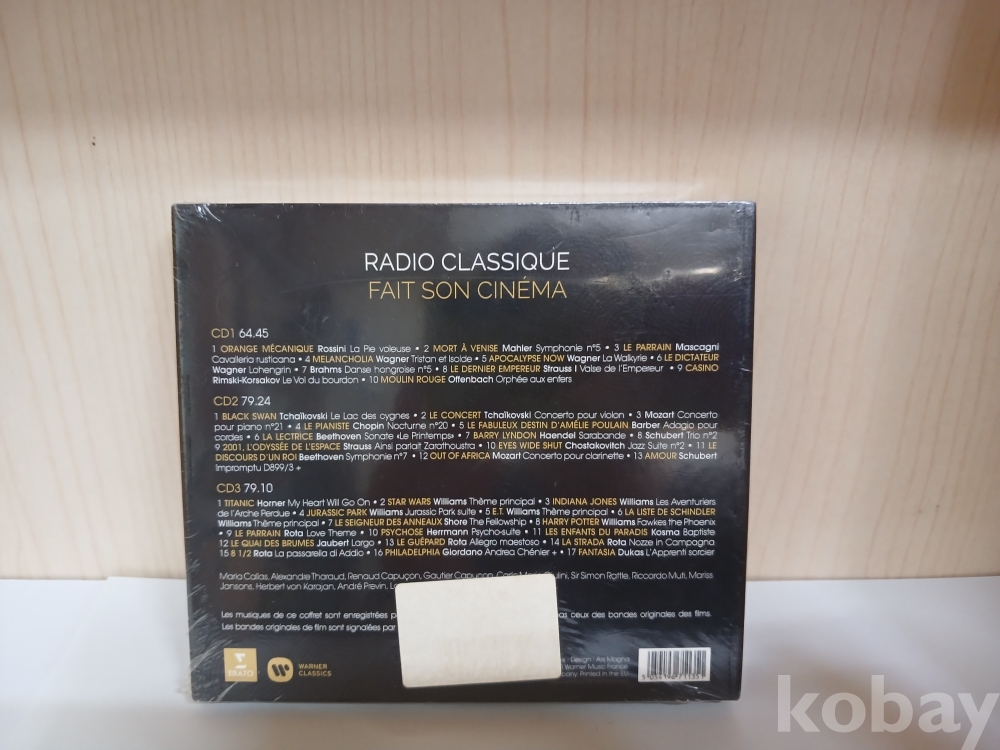 RADIO CLASSIQUE
FAIT SON CINÉMA
CD1 64.45
1 ORANGE MÉCANIQUE Rossini La Pie voleuse • 2 MORT À VENISE Mahler Symphonie n°5 • 3 LE PARRAIN Mascagni
Cavalleria rusticana • 4 MELANCHOLIA Wagner Tristan et Isolde • 5 APOCALYPSE NOW Wagner La Walkyrie • 6 LE DICTATEUR
Wagner Lohengrin • 7 Brahms Danse hongroise n°5 • 8 LE DERNIER EMPEREUR Strauss I Valse de l'Empereur • 9 CASINO
Rimski-Korsakov Le Vol du bourdon • 10 MOULIN ROUGE Offenbach Orphée aux enfers
CD2 79.24
1 BLACK SWAN Tchaïkovski Le Lac des cygnes • 2 LE CONCERT Tchaïkovski Concerto pour violon • 3 Mozart Concerto
pour piano n°21 • 4 LE PIANISTE Chopin Nocturne n°20 • 5 LE FABULEUX DESTIN D'AMÉLIE POULAIN Barber Adagio pour
cordes • 6 LA LECTRICE Beethoven Sonate «Le Printemps» • 7 BARRY LYNDON Haendel Sarabande • 8 Schubert Trio n°2
• 9 2001, L'ODYSSÉE DE L'ESPACE Strauss Ainsi parlait Zarathoustra • 10 EYES WIDE SHUT Chostakovitch Jazz Suite n°2 • 11 LE
DISCOURS D'UN ROI Beethoven Symphonie n°7 • 12 OUT OF AFRICA Mozart Concerto pour clarinette • 13 AMOUR Schubert
Impromptu D899/3 +
CD3 79.10
1 TITANIC Horner My Heart Will Go On • 2 STAR WARS Williams Thème principal • 3 INDIANA JONES Williams Les Aventuriers
de l'Arche Perdue • 4 JURASSIC PARK Williams Jurassic Park suite • 5 E.T. Williams Thème principal • 6 LA LISTE DE SCHINDLER
Williams Thème principal • 7 LE SEIGNEUR DES ANNEAUX Shore The Fellowship • 8 HARRY POTTER Williams Fawkes the Phoenix
• 9 LE PARRAIN Rota Love Theme • 10 PSYCHOSE Herrmann Psycho-suite • 11 LES ENFANTS DU PARADIS Kosma Baptiste
12 LE QUAI DES BRUMES Jaubert Largo • 13 LE GUÉPARD Rota Allegro maestoso • 14 LA STRADA Rota Nozze in Campagna
15 8 1/2 Rota La passarella di Addio • 16 PHILADELPHIA Giordano Andrea Chénier + • 17 FANTASIA Dukas L'Apprenti sorcier
Maria Callas, Alexandre Tharaud, Renaud Capuçon, Gautier Capuçon, Sir Simon Rattle, Riccardo Muti, Mariss
Jansons, Herbert von Karajan, André Previn,
Les musiques de ce coffret sont enregistrées pas ceux des bandes originales des films.
Les bandes originales de film sont signalées par
ERATO
WARNER
CLASSICS
Design : Ars Magna
Warner Music France
Printed in the EU
kobay